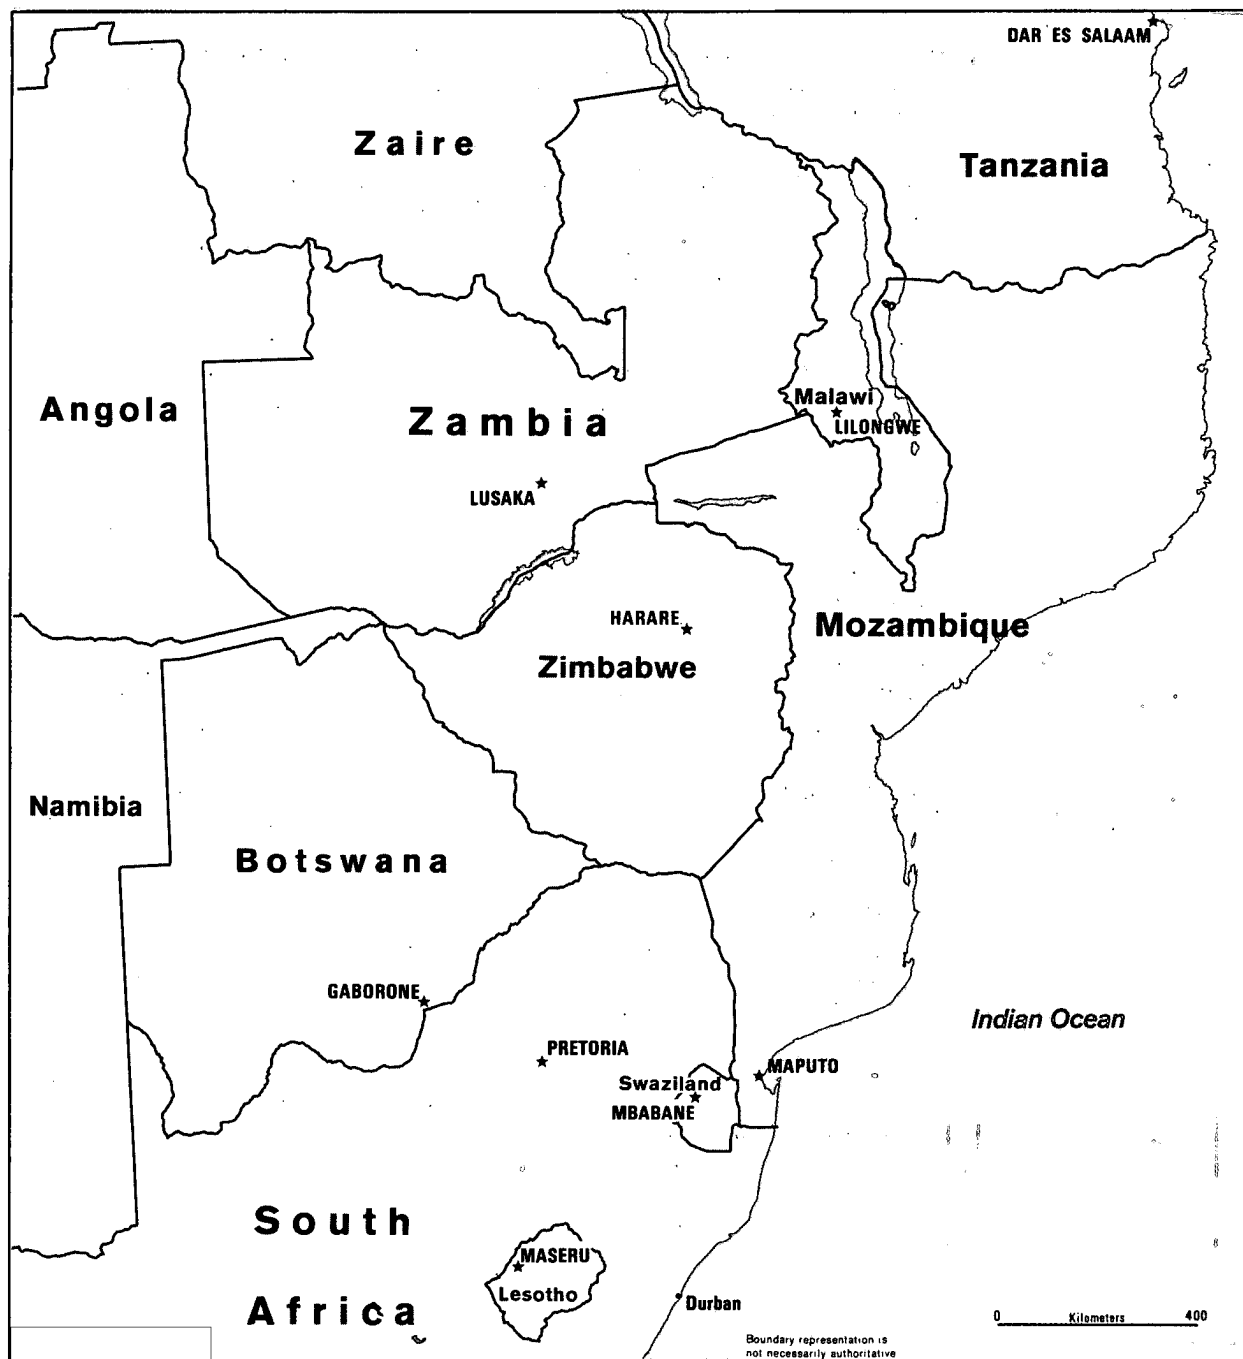 DAR ES SALAAM
Zaire
Tanzania
Angola
Zambia
Malawi
LILONGWE
LUSAKA
HARARE
Mozambique
Zimbabwe
Namibia
Botswana
GABORONE
Indian Ocean
PRETORIA
MAPUTO
Swaziland
MBABANE
South
Africa
MASERU
Lesotho
Durban
0 Kilometers 400
Boundary representation is
not necessarily authoritative